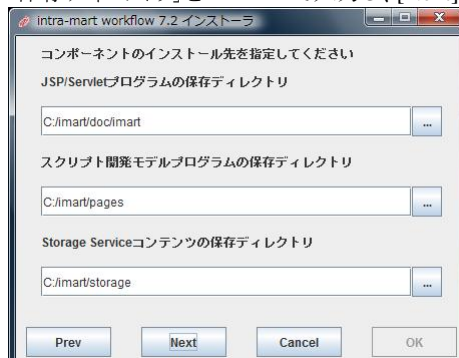 intra-mart workflow 7.2 インストーラ
コンポーネントのインストール先を指定してください
JSP/Servletプログラムの保存ディレクトリ
C:/imart/doc/imart
...
スクリプト開発モデルプログラムの保存ディレクトリ
C:/imart/pages
...
Storage Serviceコンテンツの保存ディレクトリ
C:/imart/storage
...
Prev Next Cancel OK